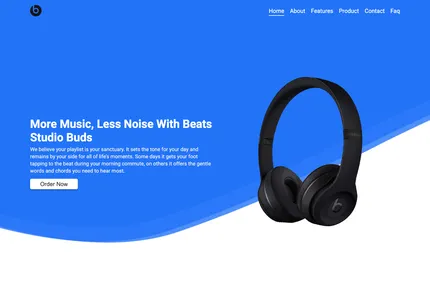 Home About Features Product Contact Faq
More Music, Less Noise With Beats
Studio Buds
We believe your playlist is your sanctuary. It sets the tone for your day and
remains by your side for all of life's moments. Some days it gets your foot
tapping to the beat during your morning commute, on others it offers the gentle
words and chords you need to hear most.
Order Now